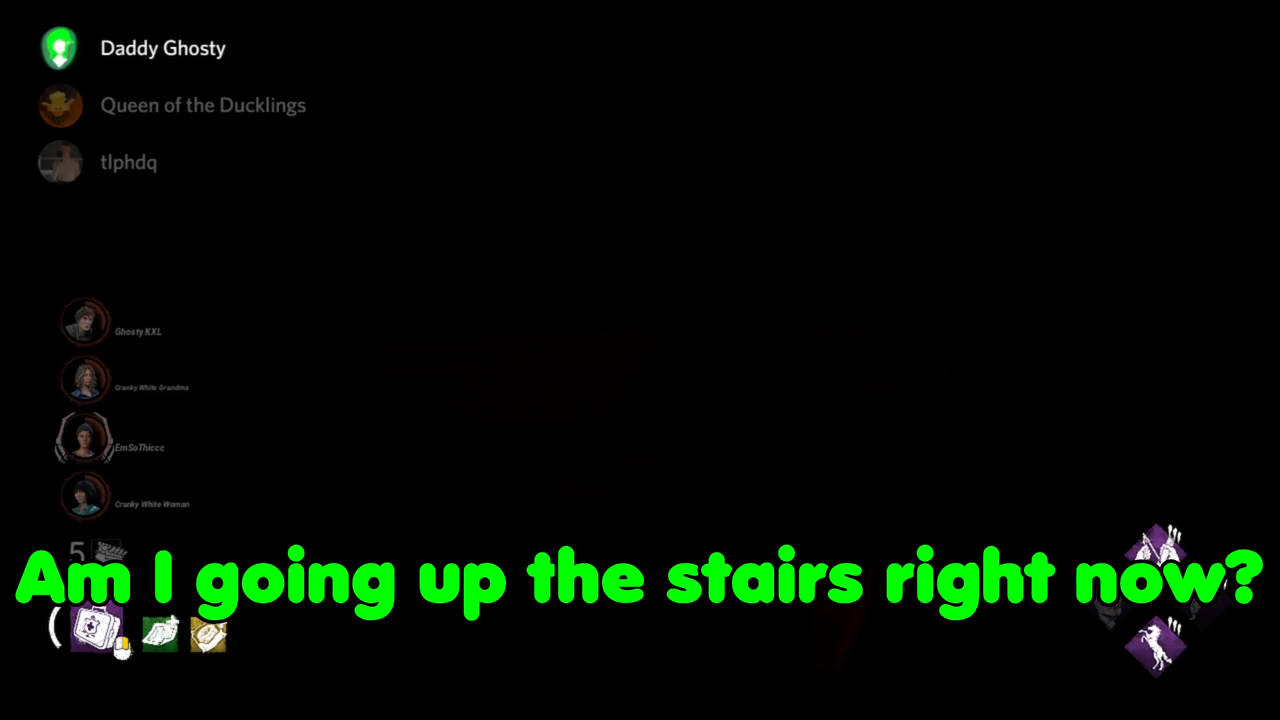 Daddy Ghosty
Queen of the Ducklings
tlphdq
Ghosty KXL
Cranky White Grandma
EmSoThiccc
Cranky White Woman
5
Am I going up the stairs right now?